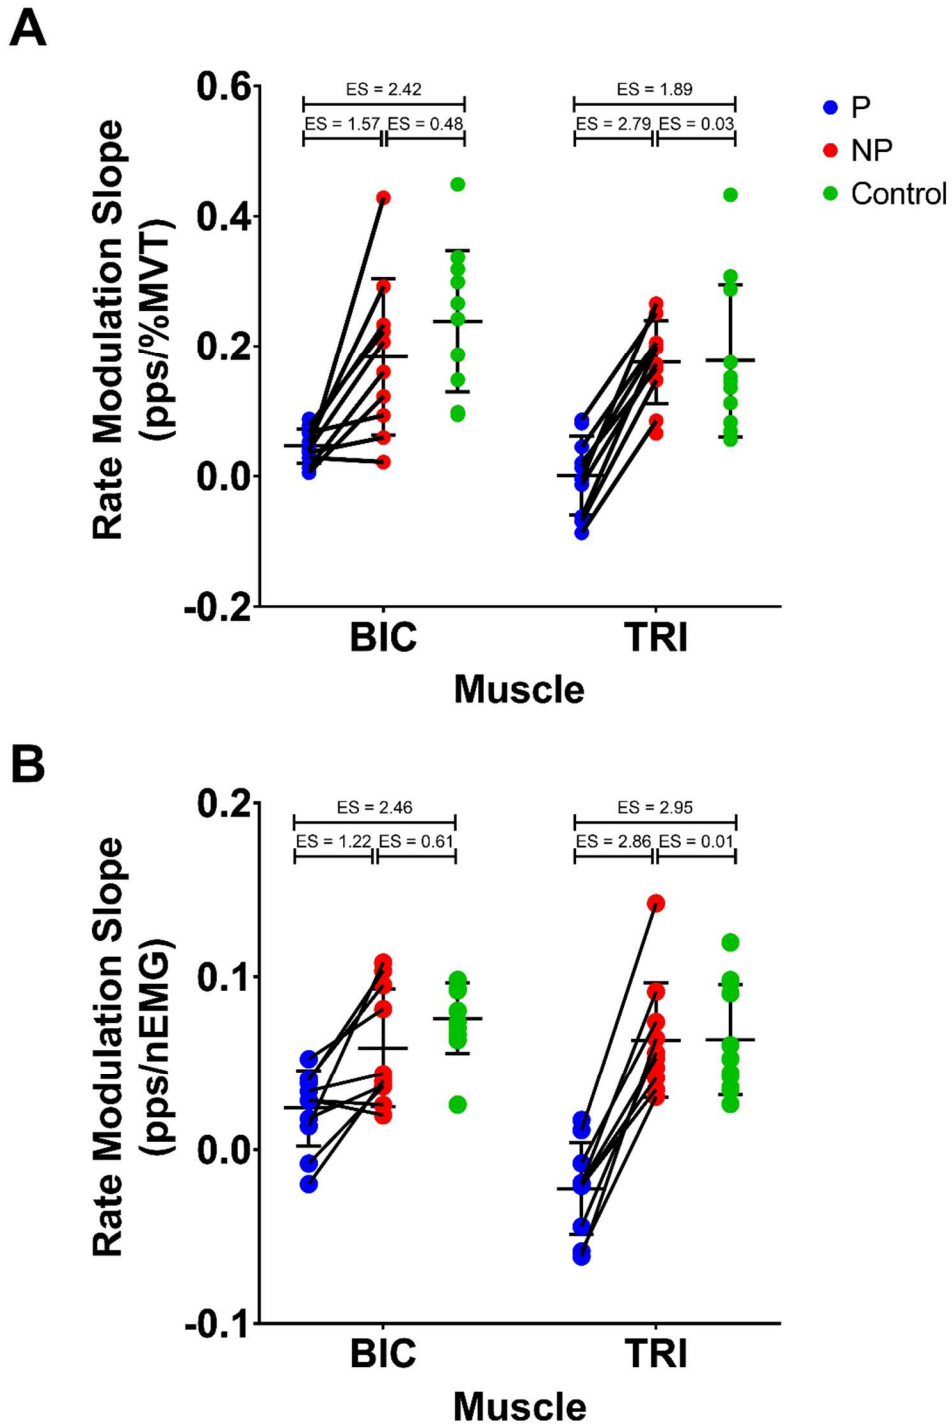 A
0.6
0.4
0.2
0.0
-0.2
Rate Modulation Slope
(pps/%MVT)
ES = 2.42
ES = 1.57
ES = 0.48
ES = 1.89
ES = 2.79
ES = 0.03
P
NP
Control
BIC
TRI
Muscle
B
0.2
0.1
0.0
-0.1
Rate Modulation Slope
(pps/nEMG)
ES = 2.46
ES = 1.22
ES = 0.61
ES = 2.95
ES = 2.86
ES = 0.01
BIC
TRI
Muscle